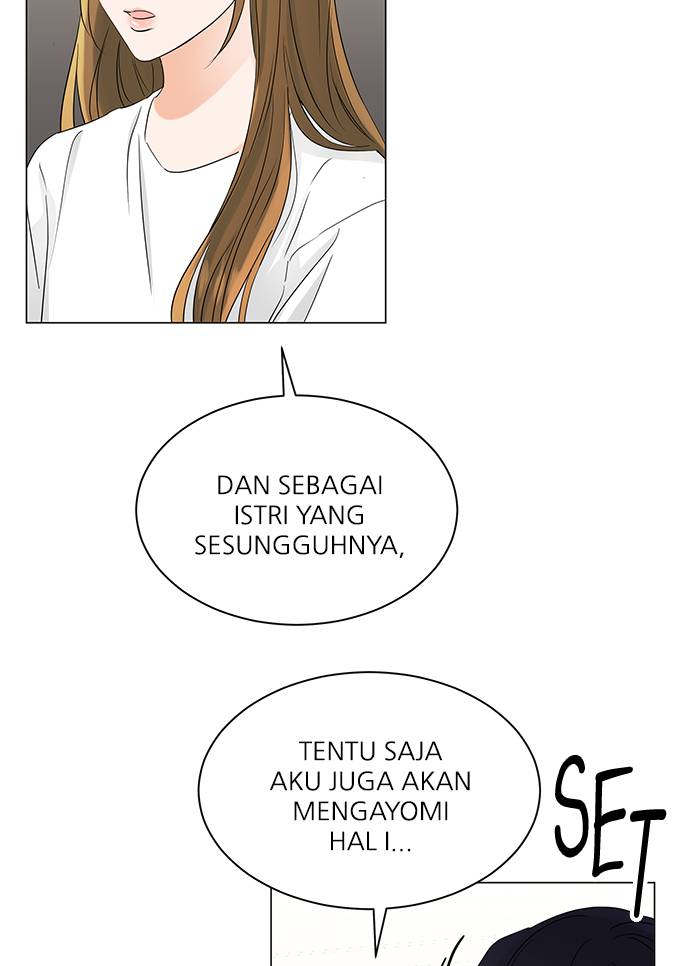 DAN SEBAGAI
ISTRI YANG
SESUNGGUHNYA,
TENTU SAJA
AKU JUGA AKAN
MENGAYOMI
HAL I...
SET